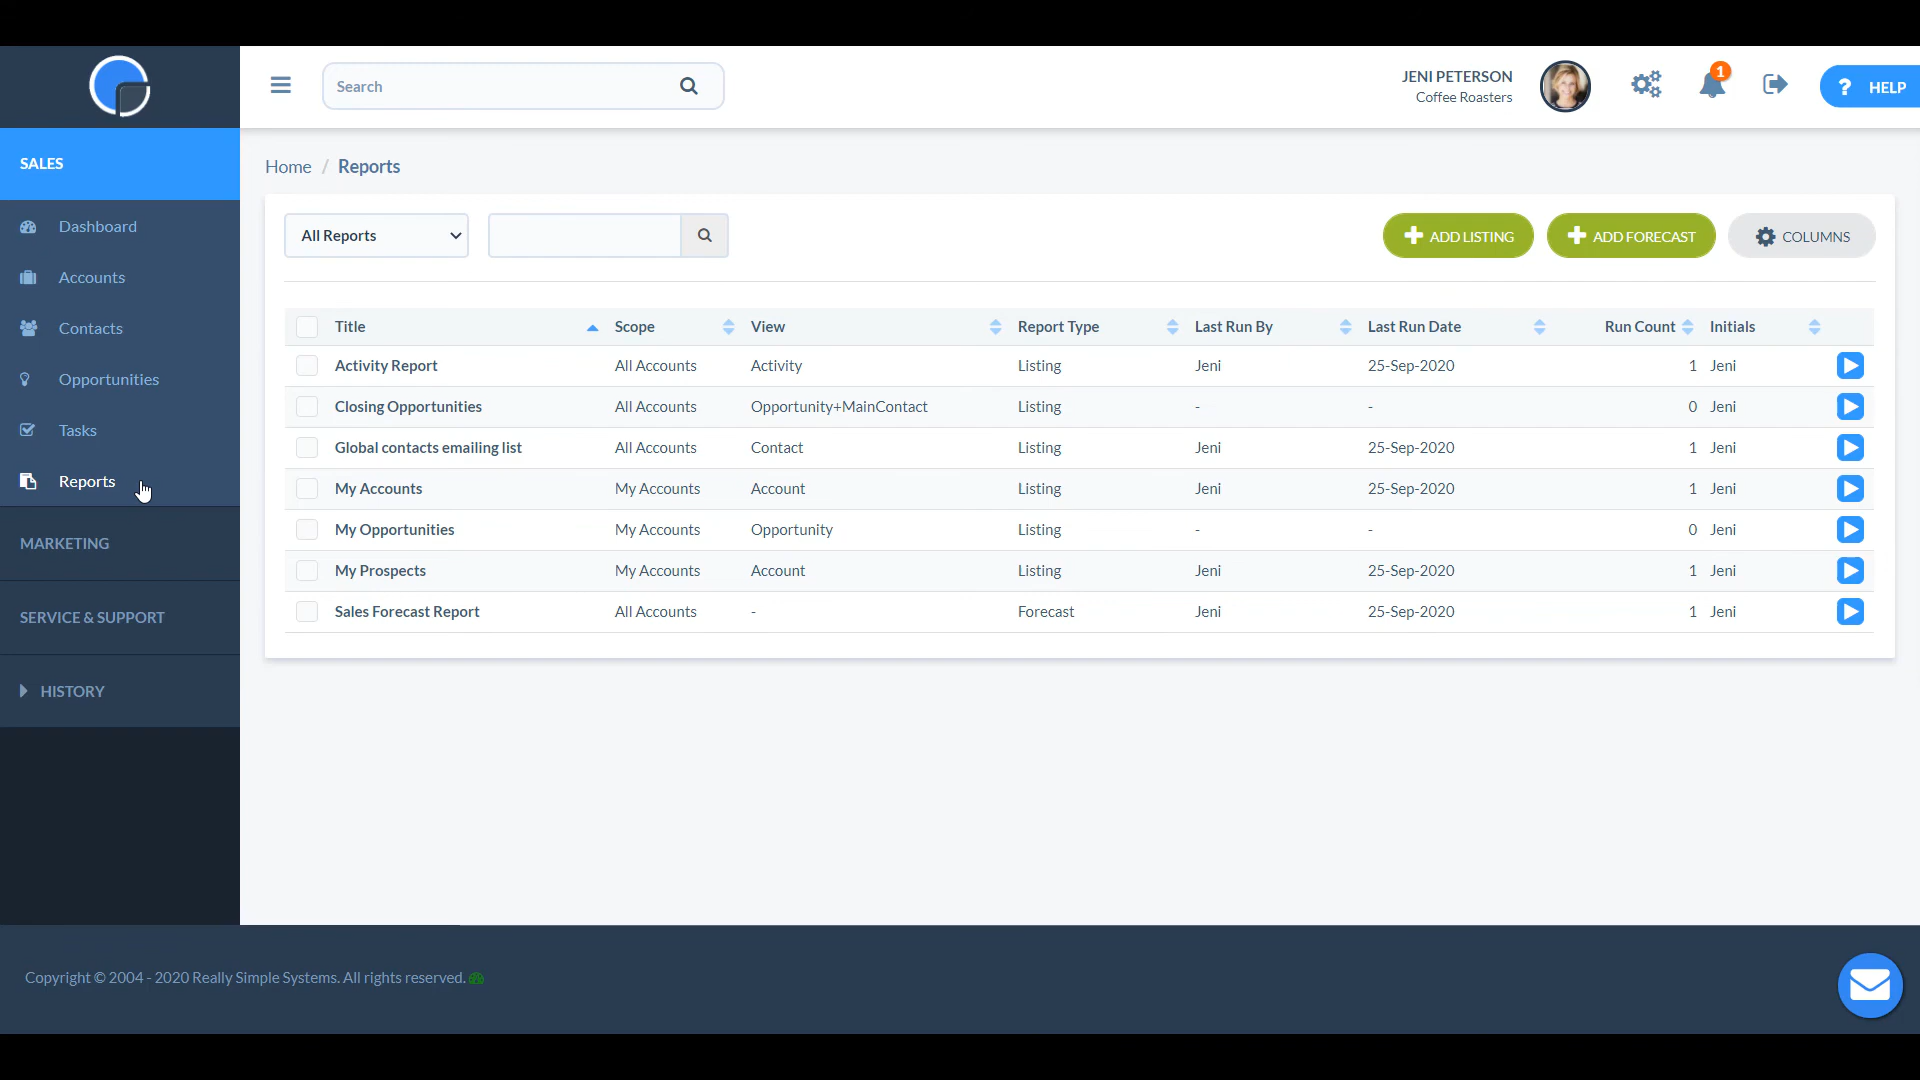 Search
JENI PETERSON
Coffee Roasters
1
? HELP
SALES
Dashboard
Accounts
Contacts
Opportunities
Tasks
Reports
MARKETING
SERVICE & SUPPORT
HISTORY
Home / Reports
All Reports
ADD LISTING
ADD FORECAST
COLUMNS
Title Scope View Report Type Last Run By Last Run Date Run Count Initials
Activity Report All Accounts Activity Listing Jeni 25-Sep-2020 1 Jeni
Closing Opportunities All Accounts Opportunity+MainContact Listing - - 0 Jeni
Global contacts emailing list All Accounts Contact Listing Jeni 25-Sep-2020 1 Jeni
My Accounts My Accounts Account Listing Jeni 25-Sep-2020 1 Jeni
My Opportunities My Accounts Opportunity Listing - - 0 Jeni
My Prospects My Accounts Account Listing Jeni 25-Sep-2020 1 Jeni
Sales Forecast Report All Accounts - Forecast Jeni 25-Sep-2020 1 Jeni
Copyright © 2004 - 2020 Really Simple Systems. All rights reserved.